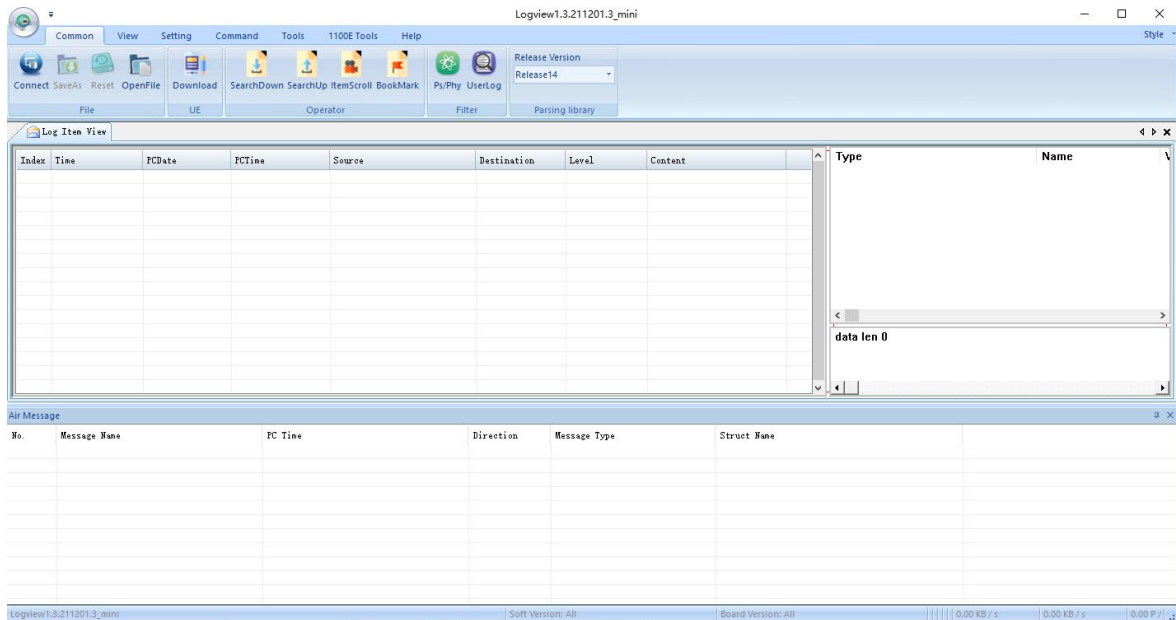 Logview1.3.211201.3_mini
Common View Setting Command Tools 1100E Tools Help Style
Connect SaveAs Reset OpenFile Download SearchDown SearchUp ItemScroll BookMark Ps/Phy UserLog
Release Version
Release14
File UE Operator Filter Parsing library
Log Item View
Index Time PCDate PCTime Source Destination Level Content
Type Name
data len 0
Air Message
No. Message Name PC Time Direction Message Type Struct Name
Logview1.3.211201.3_mini Soft Version: All Board Version: All 0.00 KB / s 0.00 KB / s 0.00 P /